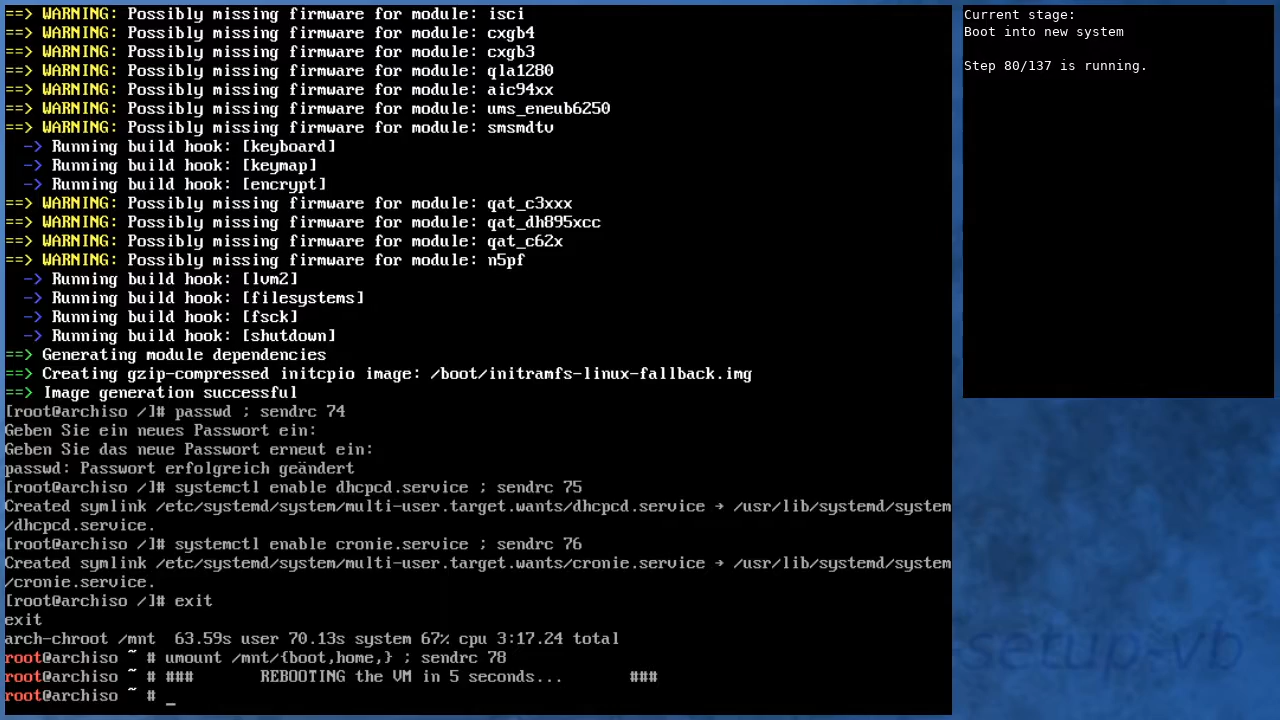 ==> WARNING: Possibly missing firmware for module: isci
==> WARNING: Possibly missing firmware for module: cxgb4
==> WARNING: Possibly missing firmware for module: cxgb3
==> WARNING: Possibly missing firmware for module: qla1280
==> WARNING: Possibly missing firmware for module: aic94xx
==> WARNING: Possibly missing firmware for module: ums_eneub6250
==> WARNING: Possibly missing firmware for module: smsmdtv
-> Running build hook: [keyboard]
-> Running build hook: [keymap]
-> Running build hook: [encrypt]
==> WARNING: Possibly missing firmware for module: qat_c3xxx
==> WARNING: Possibly missing firmware for module: qat_dh895xcc
==> WARNING: Possibly missing firmware for module: qat_c62x
==> WARNING: Possibly missing firmware for module: n5pf
-> Running build hook: [lvm2]
-> Running build hook: [filesystems]
-> Running build hook: [fsck]
-> Running build hook: [shutdown]
==> Generating module dependencies
==> Creating gzip-compressed initcpio image: /boot/initramfs-linux-fallback.img
==> Image generation successful
[root@archiso /]# passwd ; sendrc 74
Geben Sie ein neues Passwort ein:
Geben Sie das neue Passwort erneut ein:
passwd: Passwort erfolgreich geändert
[root@archiso /]# systemctl enable dhcpcd.service ; sendrc 75
Created symlink /etc/systemd/system/multi-user.target.wants/dhcpcd.service → /usr/lib/systemd/system
/dhcpcd.service.
[root@archiso /]# systemctl enable cronie.service ; sendrc 76
Created symlink /etc/systemd/system/multi-user.target.wants/cronie.service → /usr/lib/systemd/system
/cronie.service.
[root@archiso /]# exit
exit
arch-chroot /mnt  63.59s user 70.13s system 67% cpu 3:17.24 total
root@archiso ~ # umount /mnt/{boot,home,} ; sendrc 78
root@archiso ~ # ###       REBOOTING the VM in 5 seconds...       ###
root@archiso ~ # _
Current stage:
Boot into new system
Step 80/137 is running.
setup-vb